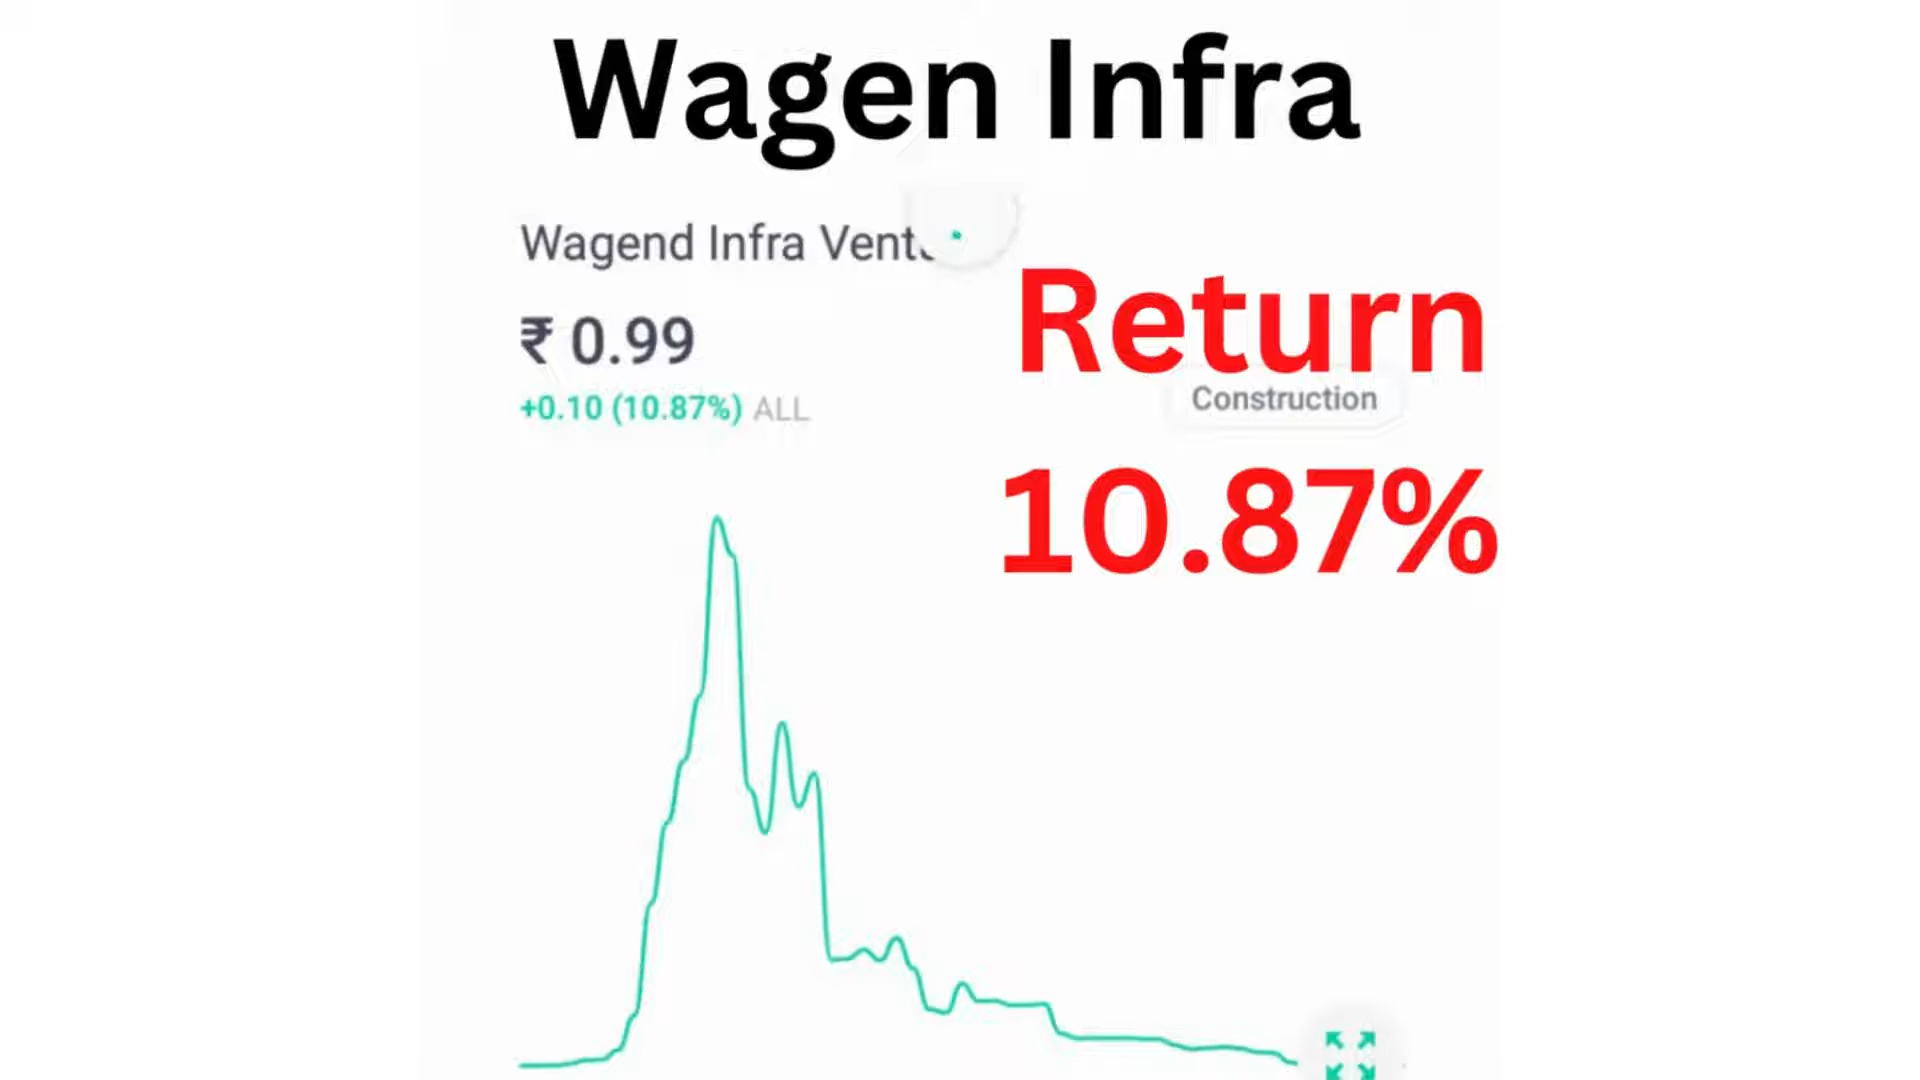 Wagen Infra
Wagend Infra Vent
₹ 0.99
+0.10 (10.87%) ALL
Return
Construction
10.87%